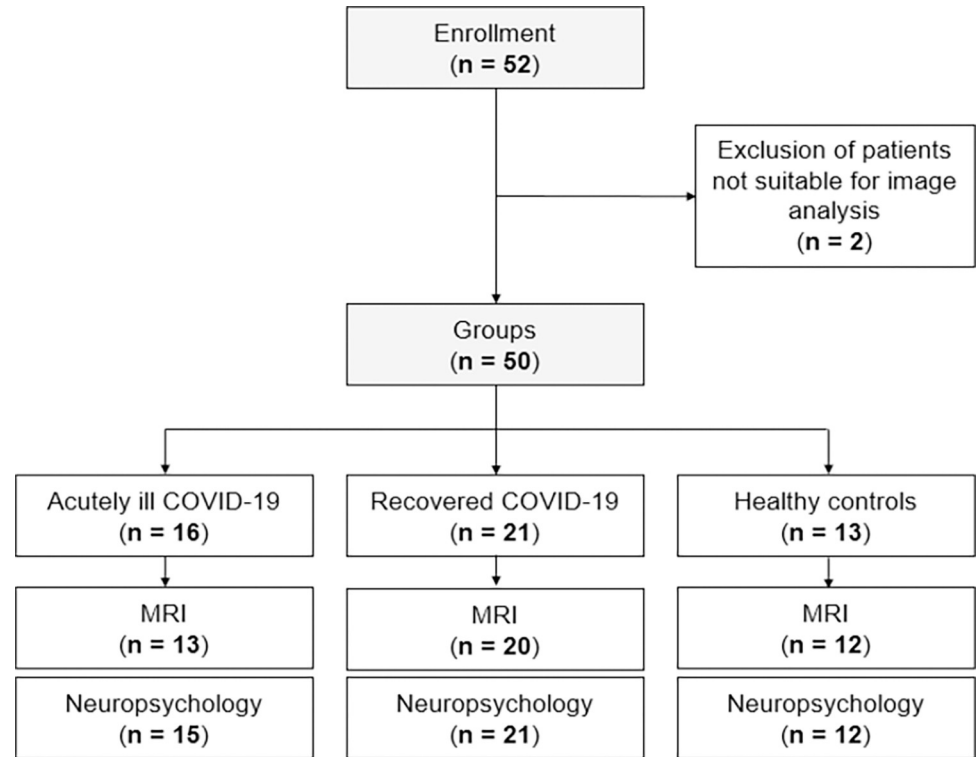 Enrollment
(n = 52)
Exclusion of patients
not suitable for image
analysis
(n = 2)
Groups
(n = 50)
Acutely ill COVID-19
(n = 16)
Recovered COVID-19
(n = 21)
Healthy controls
(n = 13)
MRI
(n = 13)
MRI
(n = 20)
MRI
(n = 12)
Neuropsychology
(n = 15)
Neuropsychology
(n = 21)
Neuropsychology
(n = 12)